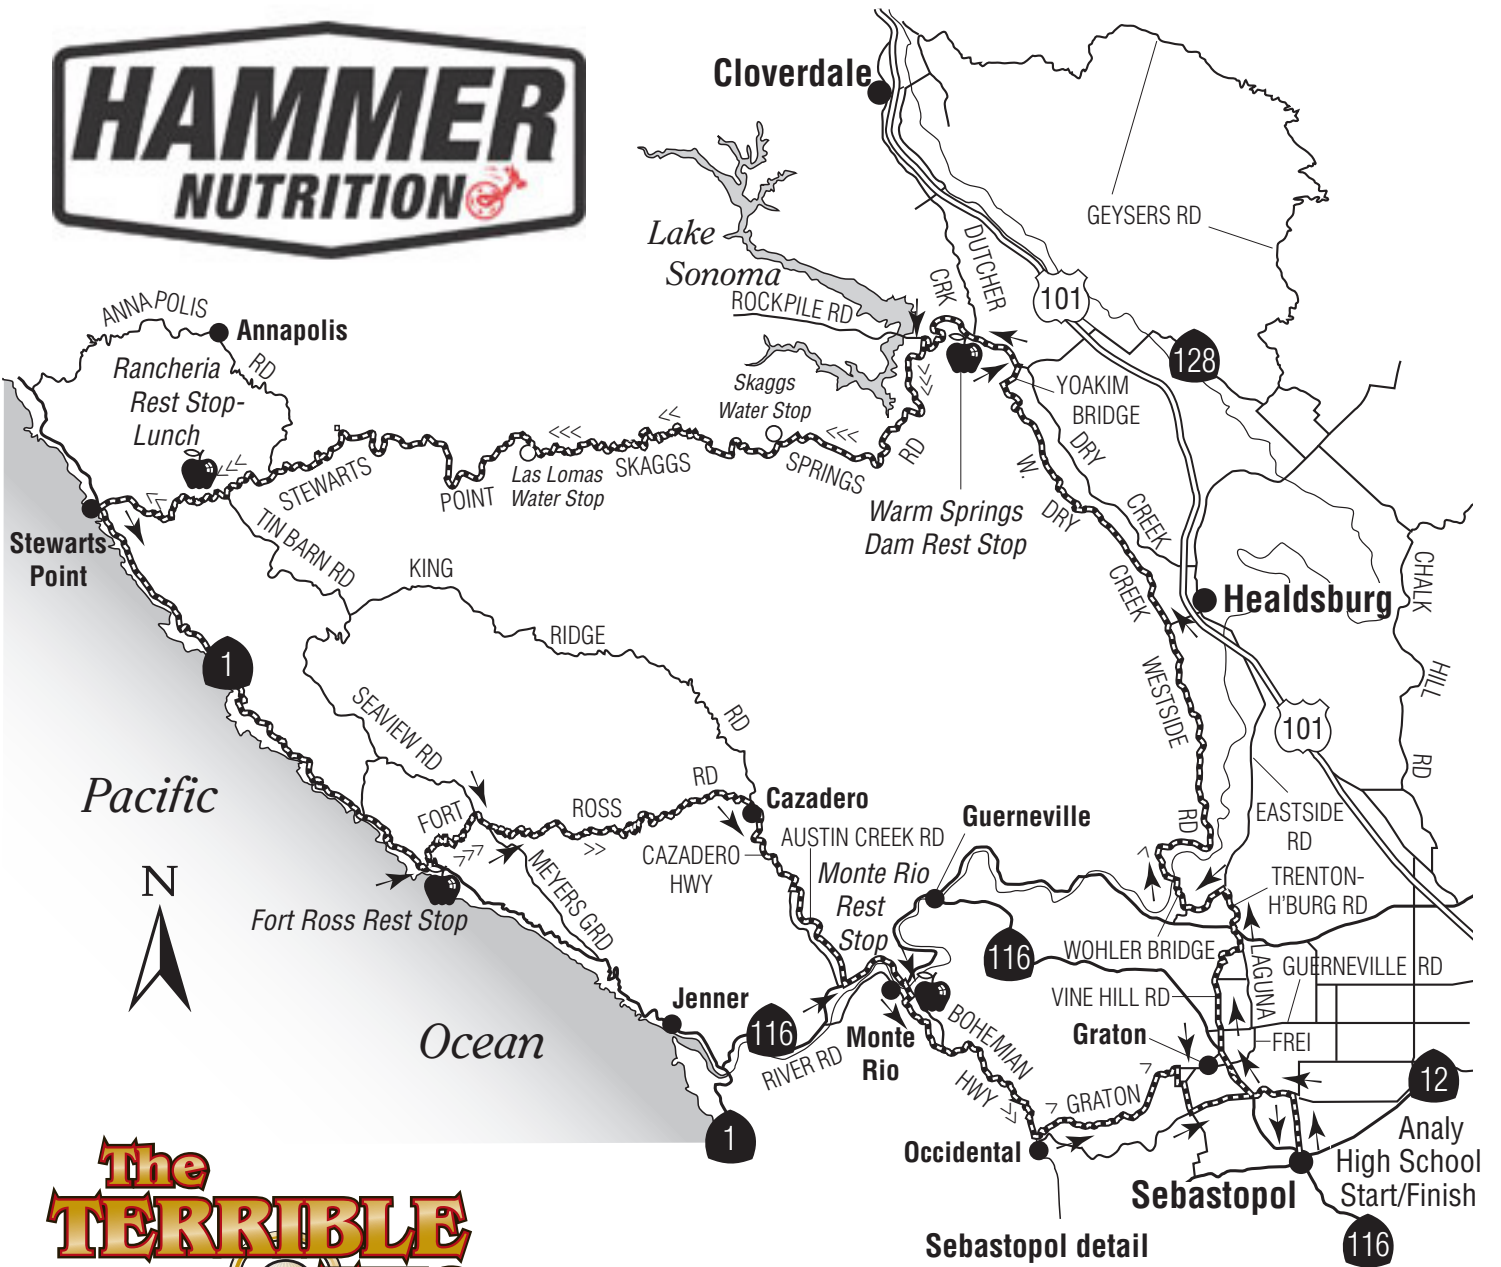 HAMMER
NUTRITION
Cloverdale
GEYSERS RD
Lake
Sonoma
ROCKPILE RD
DUTCHER
CRK
101
128
ANNAPOLIS
RD
Annapolis
Rancheria
Rest Stop-
Lunch
Skaggs
Water Stop
YOAKIM
BRIDGE
STEWARTS
POINT
Las Lomas
Water Stop
SKAGGS
SPRINGS
RD
W.
DRY
CREEK
DRY
CREEK
Warm Springs
Dam Rest Stop
Stewarts
Point
TIN BARN RD
KING
RIDGE
RD
CHALK
HILL
RD
Healdsburg
1
WESTSIDE
RD
SEAVIEW RD
101
Pacific
Ocean
N
FORT
ROSS
RD
Cazadero
CAZADERO
HWY
AUSTIN CREEK RD
Guerneville
EASTSIDE
RD
MEYERS GRD
Monte Rio
Rest
Stop
TRENTON-
H'BURG RD
Fort Ross Rest Stop
116
WOHLER BRIDGE
LAGUNA
GUERNEVILLE RD
VINE HILL RD
Jenner
116
RIVER RD
Monte
Rio
BOHEMIAN
HWY
Graton
FREI
GRATON
12
1
Occidental
Analy
High School
Start/Finish
Sebastopol
Sebastopol detail
116
The
TERRIBLE